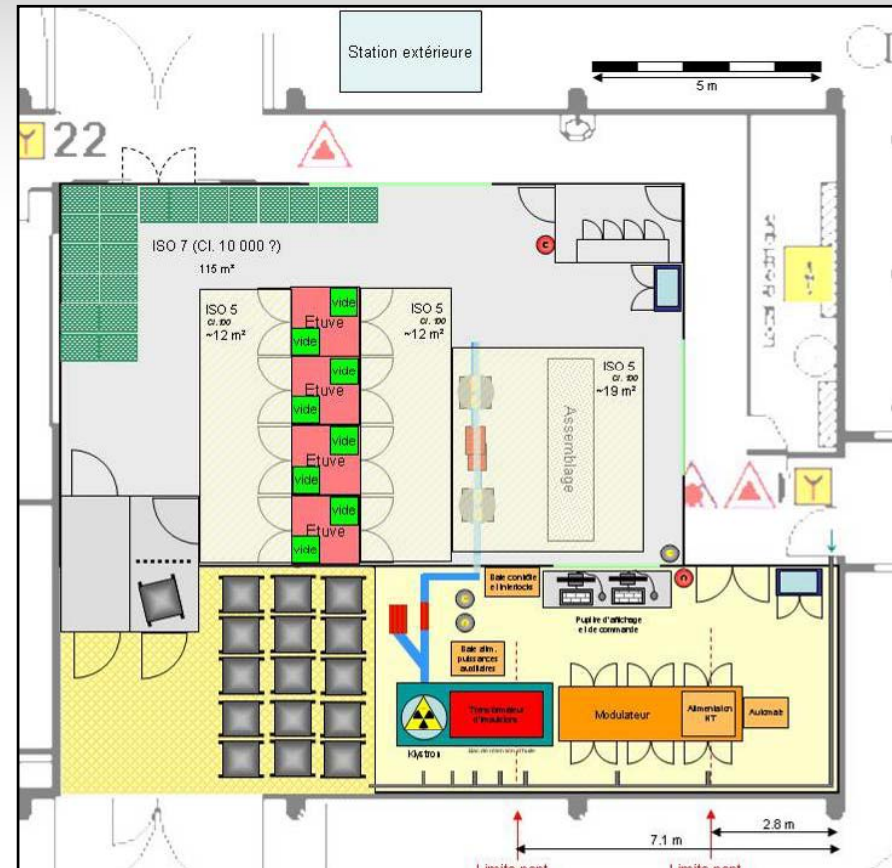 Station extérieure
5 m
22
ISO 7 (Cl. 10 000 ?)
115 m²
ISO 5
Cl. 100
~12 m²
vide
Etuve
vide
vide
Etuve
vide
vide
Etuve
vide
vide
Etuve
vide
ISO 5
Cl. 100
~12 m²
ISO 5
Cl. 100
~19 m²
Assemblage
Baie contrôle
et interlocks
Pupitre d'affichage
et de commande
Baie alim.
puissances
auxiliaires
Transformateur
d'impulsions
Klystron
Modulateur
Alimentation
HT
Automate
2.8 m
7.1 m
Limite pont
Limite pont